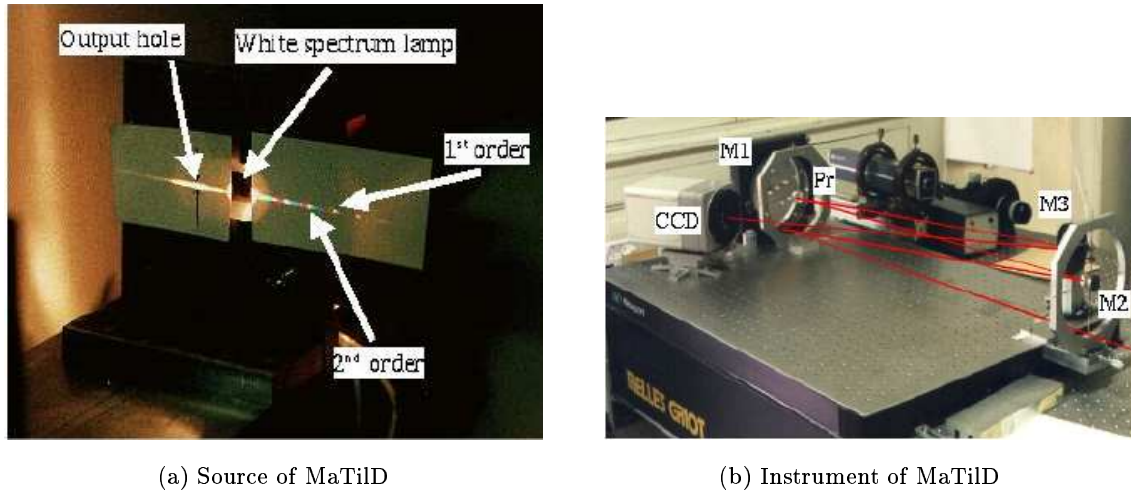 Output hole
White spectrum lamp
1st order
2nd order
M1
Pr
CCD
M3
M2
MELLES GRIOT
(a) Source of MaTilD
(b) Instrument of MaTilD